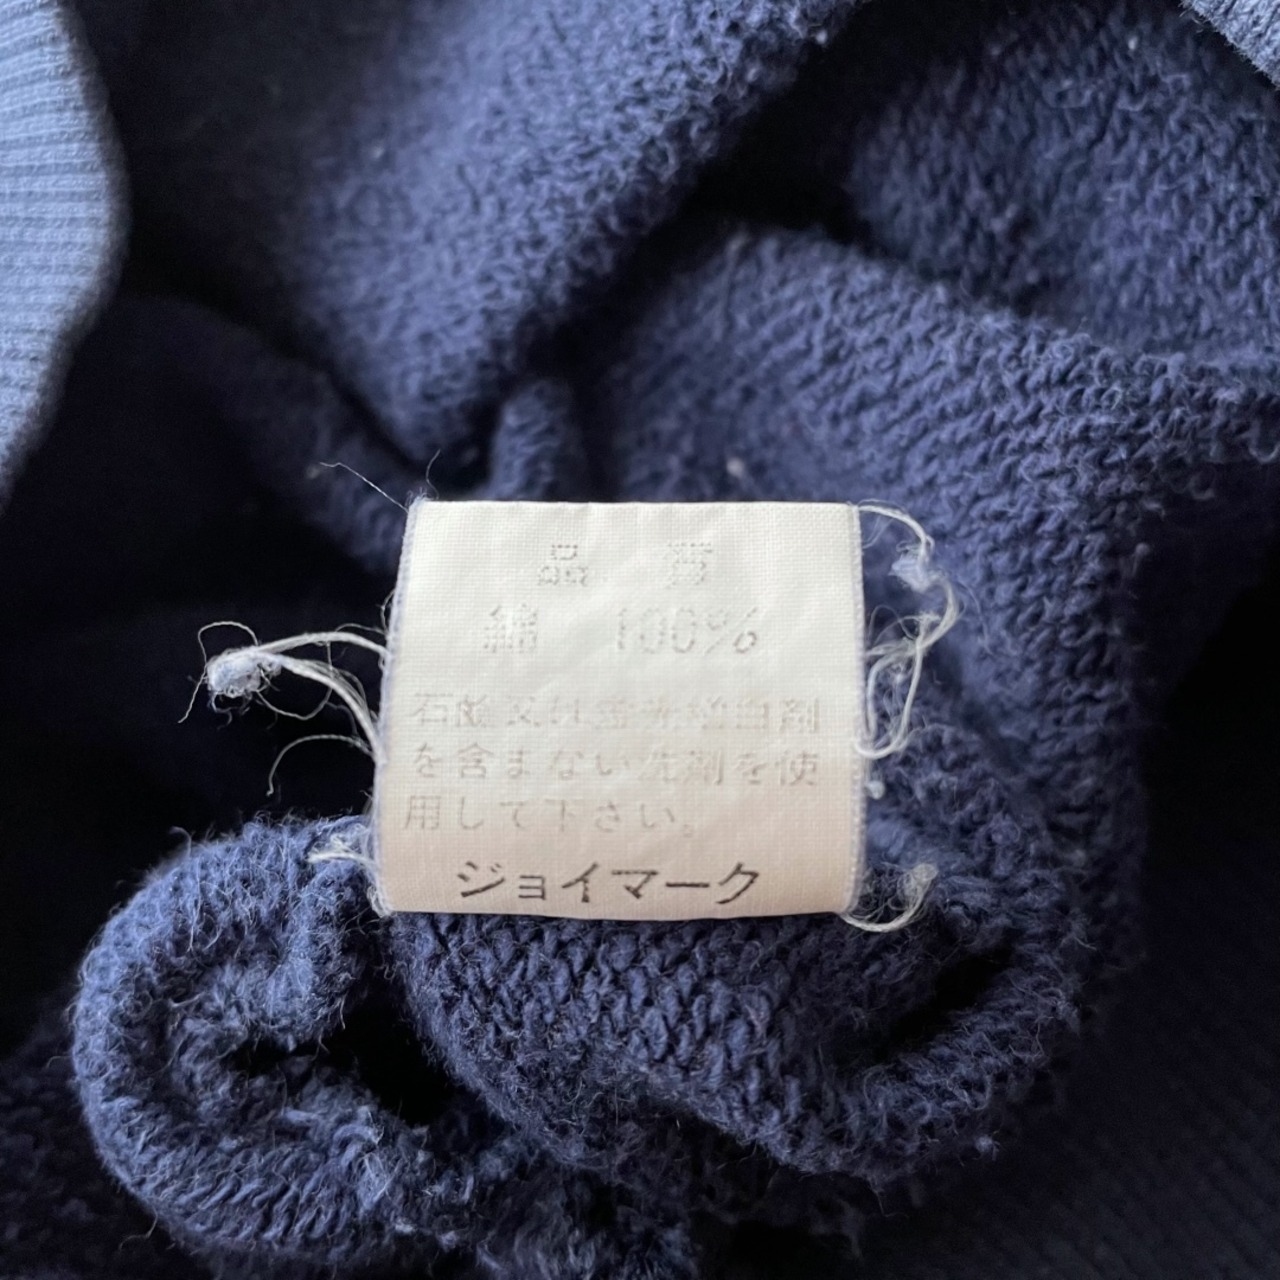 品 質
綿 100%
石鹸又は蛍光増白剤
を含まない洗剤を使
用して下さい。
ジョイマーク